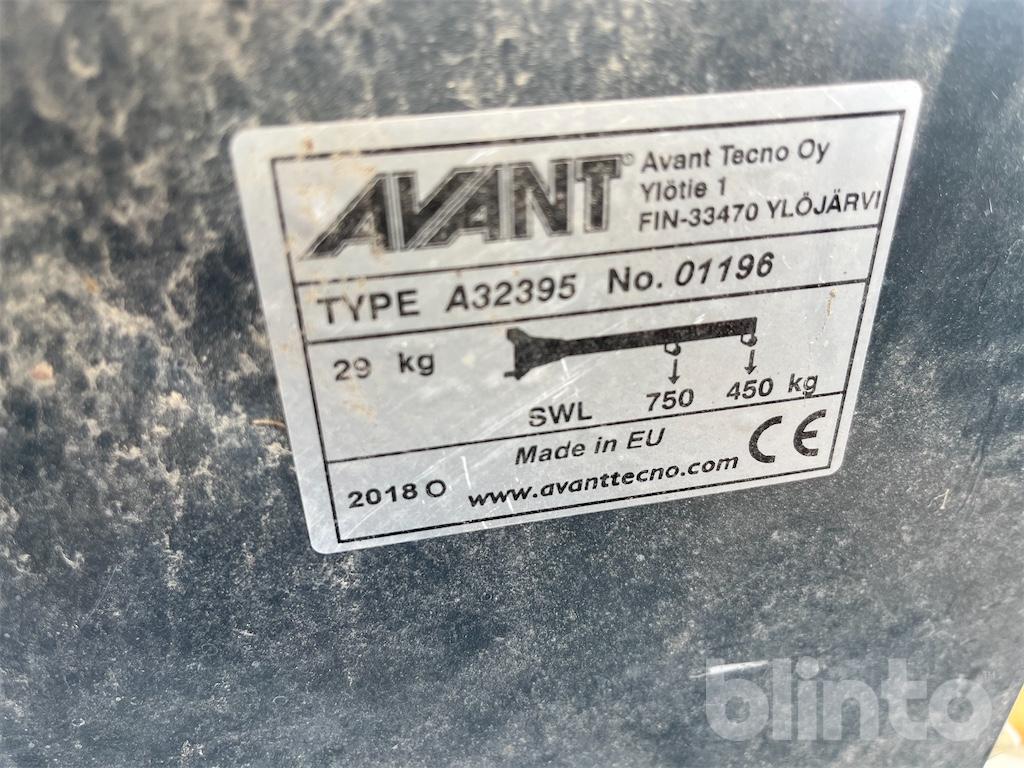 AVANT®
Avant Tecno Oy
Ylötie 1
FIN-33470 YLÖJÄRVI
TYPE A32395 No. 01196
29 kg
SWL 750 450 kg
Made in EU
2018 O www.avanttecno.com CE
blinto™